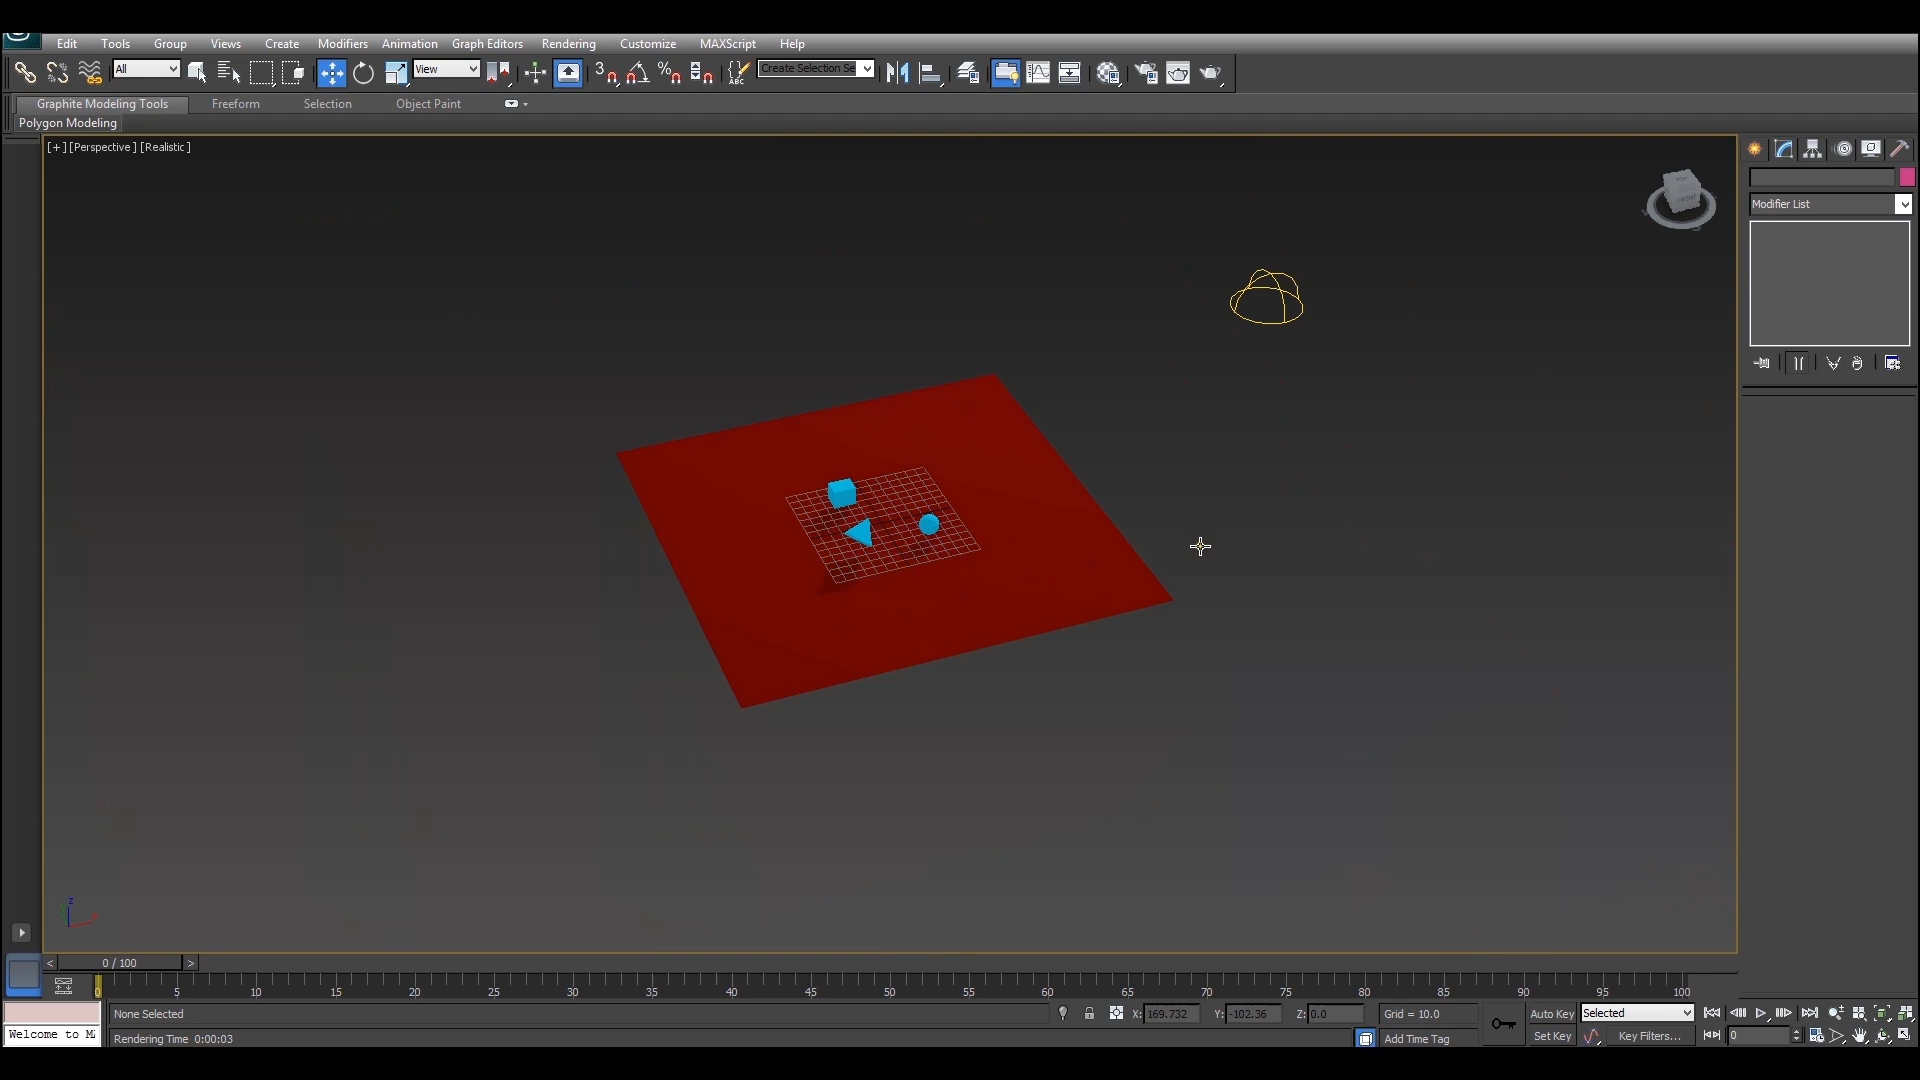 Edit Tools Group Views Create Modifiers Animation Graph Editors Rendering Customize MAXScript Help
All View 3 % ABC Create Selection Se
Graphite Modeling Tools Freeform Selection Object Paint
Polygon Modeling
[+] [Perspective] [Realistic]
Modifier List
z
< 0 / 100 >
0 5 10 15 20 25 30 35 40 45 50 55 60 65 70 75 80 85 90 95 100
None Selected X: 169.732 Y: -102.36 Z: 0.0 Grid = 10.0 Auto Key Selected
Welcome to M
Rendering Time 0:00:03 Add Time Tag Set Key Key Filters... 0